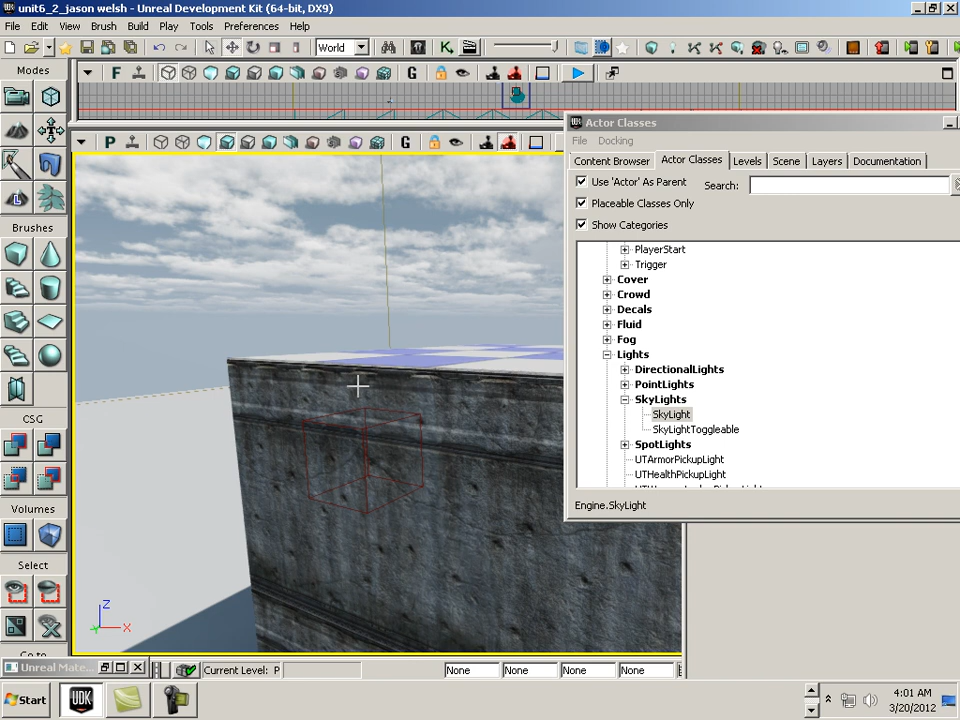 unit6_2_jason welsh - Unreal Development Kit (64-bit, DX9)
File Edit View Brush Build Play Tools Preferences Help
World
Modes
F G
Actor Classes
File Docking
P G
Content Browser Actor Classes Levels Scene Layers Documentation
Use 'Actor' As Parent Search:
Placeable Classes Only
Show Categories
Brushes
PlayerStart
Trigger
Cover
Crowd
Decals
Fluid
Fog
Lights
DirectionalLights
PointLights
SkyLights
SkyLight
SkyLightToggleable
SpotLights
UTArmorPickupLight
UTHealthPickupLight
CSG
Engine.SkyLight
Volumes
Select
Z
Y X
Unreal Mate... Current Level: P None None None None
Start UDK 4:01 AM
3/20/2012